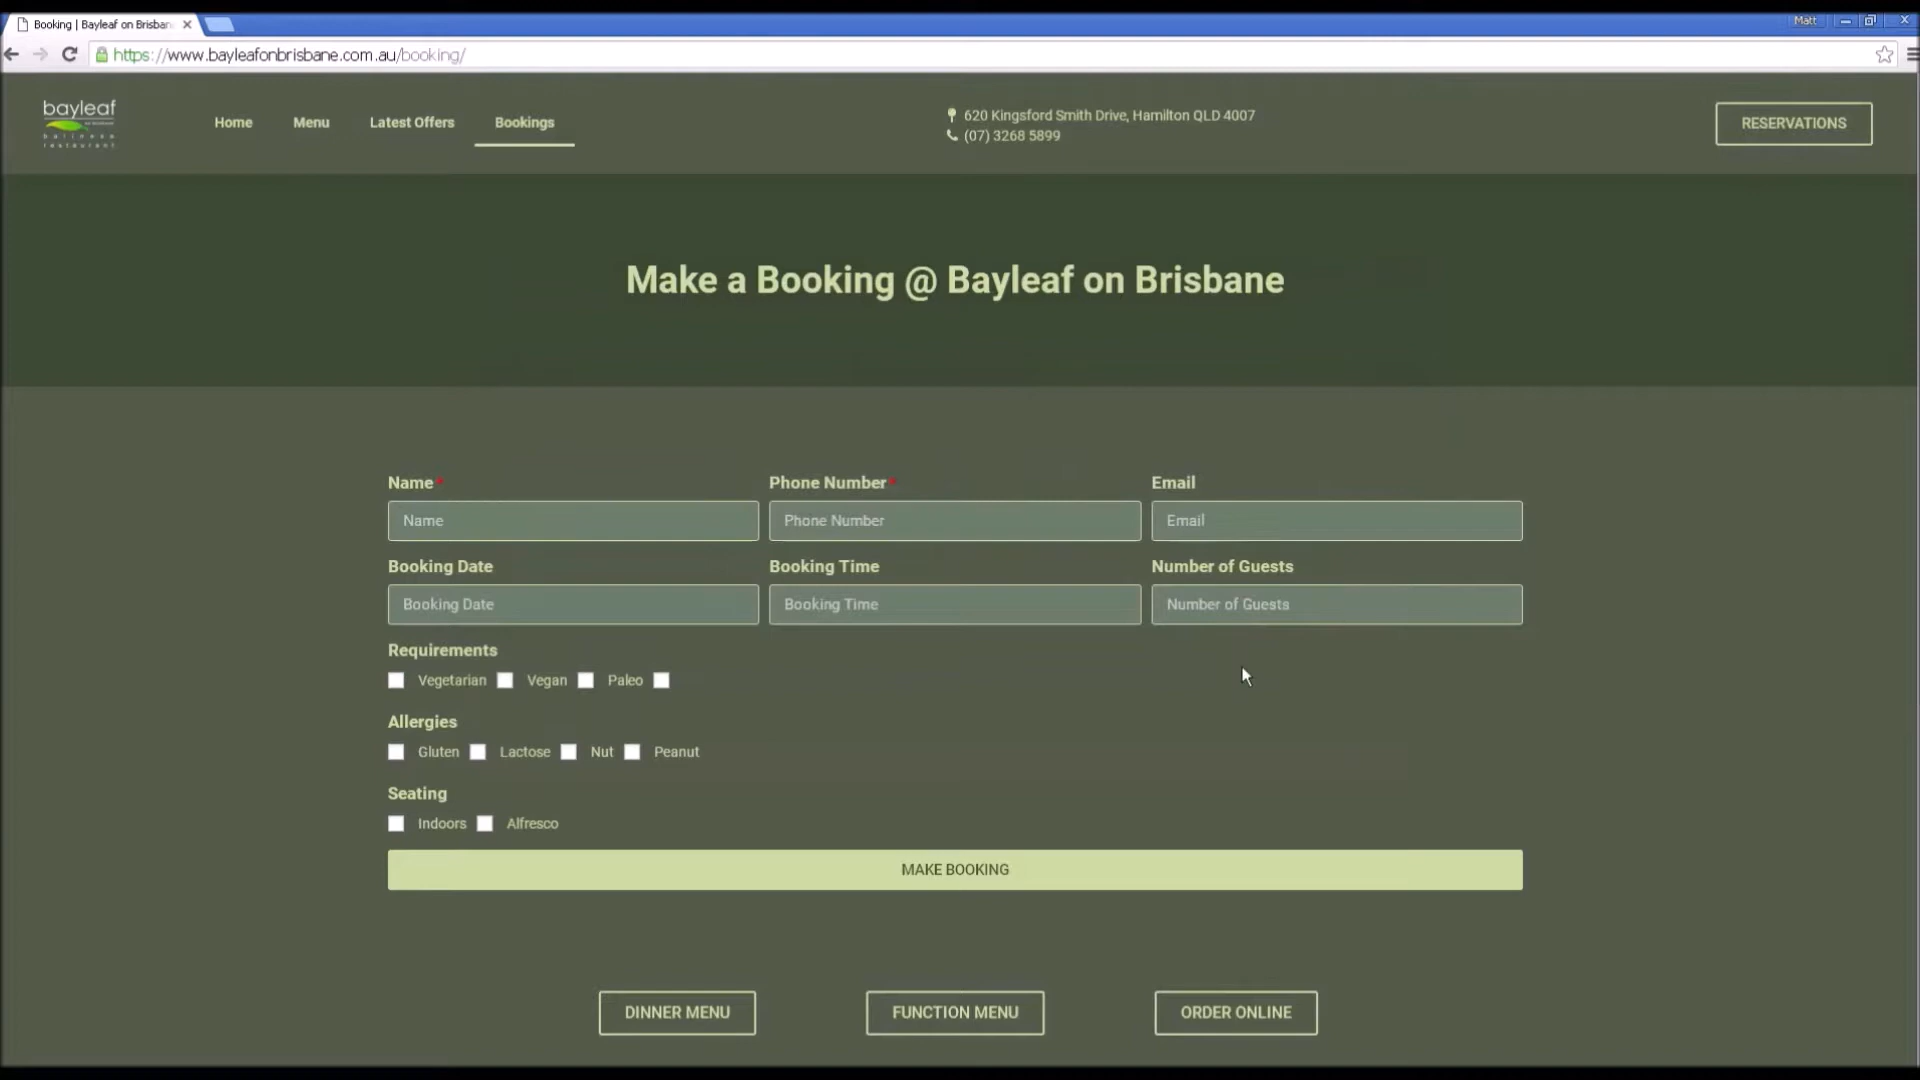 Booking | Bayleaf on Brisban
Matt
https://www.bayleafonbrisbane.com.au/booking/
bayleaf
balinese
restaurant
Home
Menu
Latest Offers
Bookings
620 Kingsford Smith Drive, Hamilton QLD 4007
(07) 3268 5899
RESERVATIONS
Make a Booking @ Bayleaf on Brisbane
Name* Phone Number* Email
Name Phone Number Email
Booking Date Booking Time Number of Guests
Booking Date Booking Time Number of Guests
Requirements
Vegetarian Vegan Paleo
Allergies
Gluten Lactose Nut Peanut
Seating
Indoors Alfresco
MAKE BOOKING
DINNER MENU FUNCTION MENU ORDER ONLINE